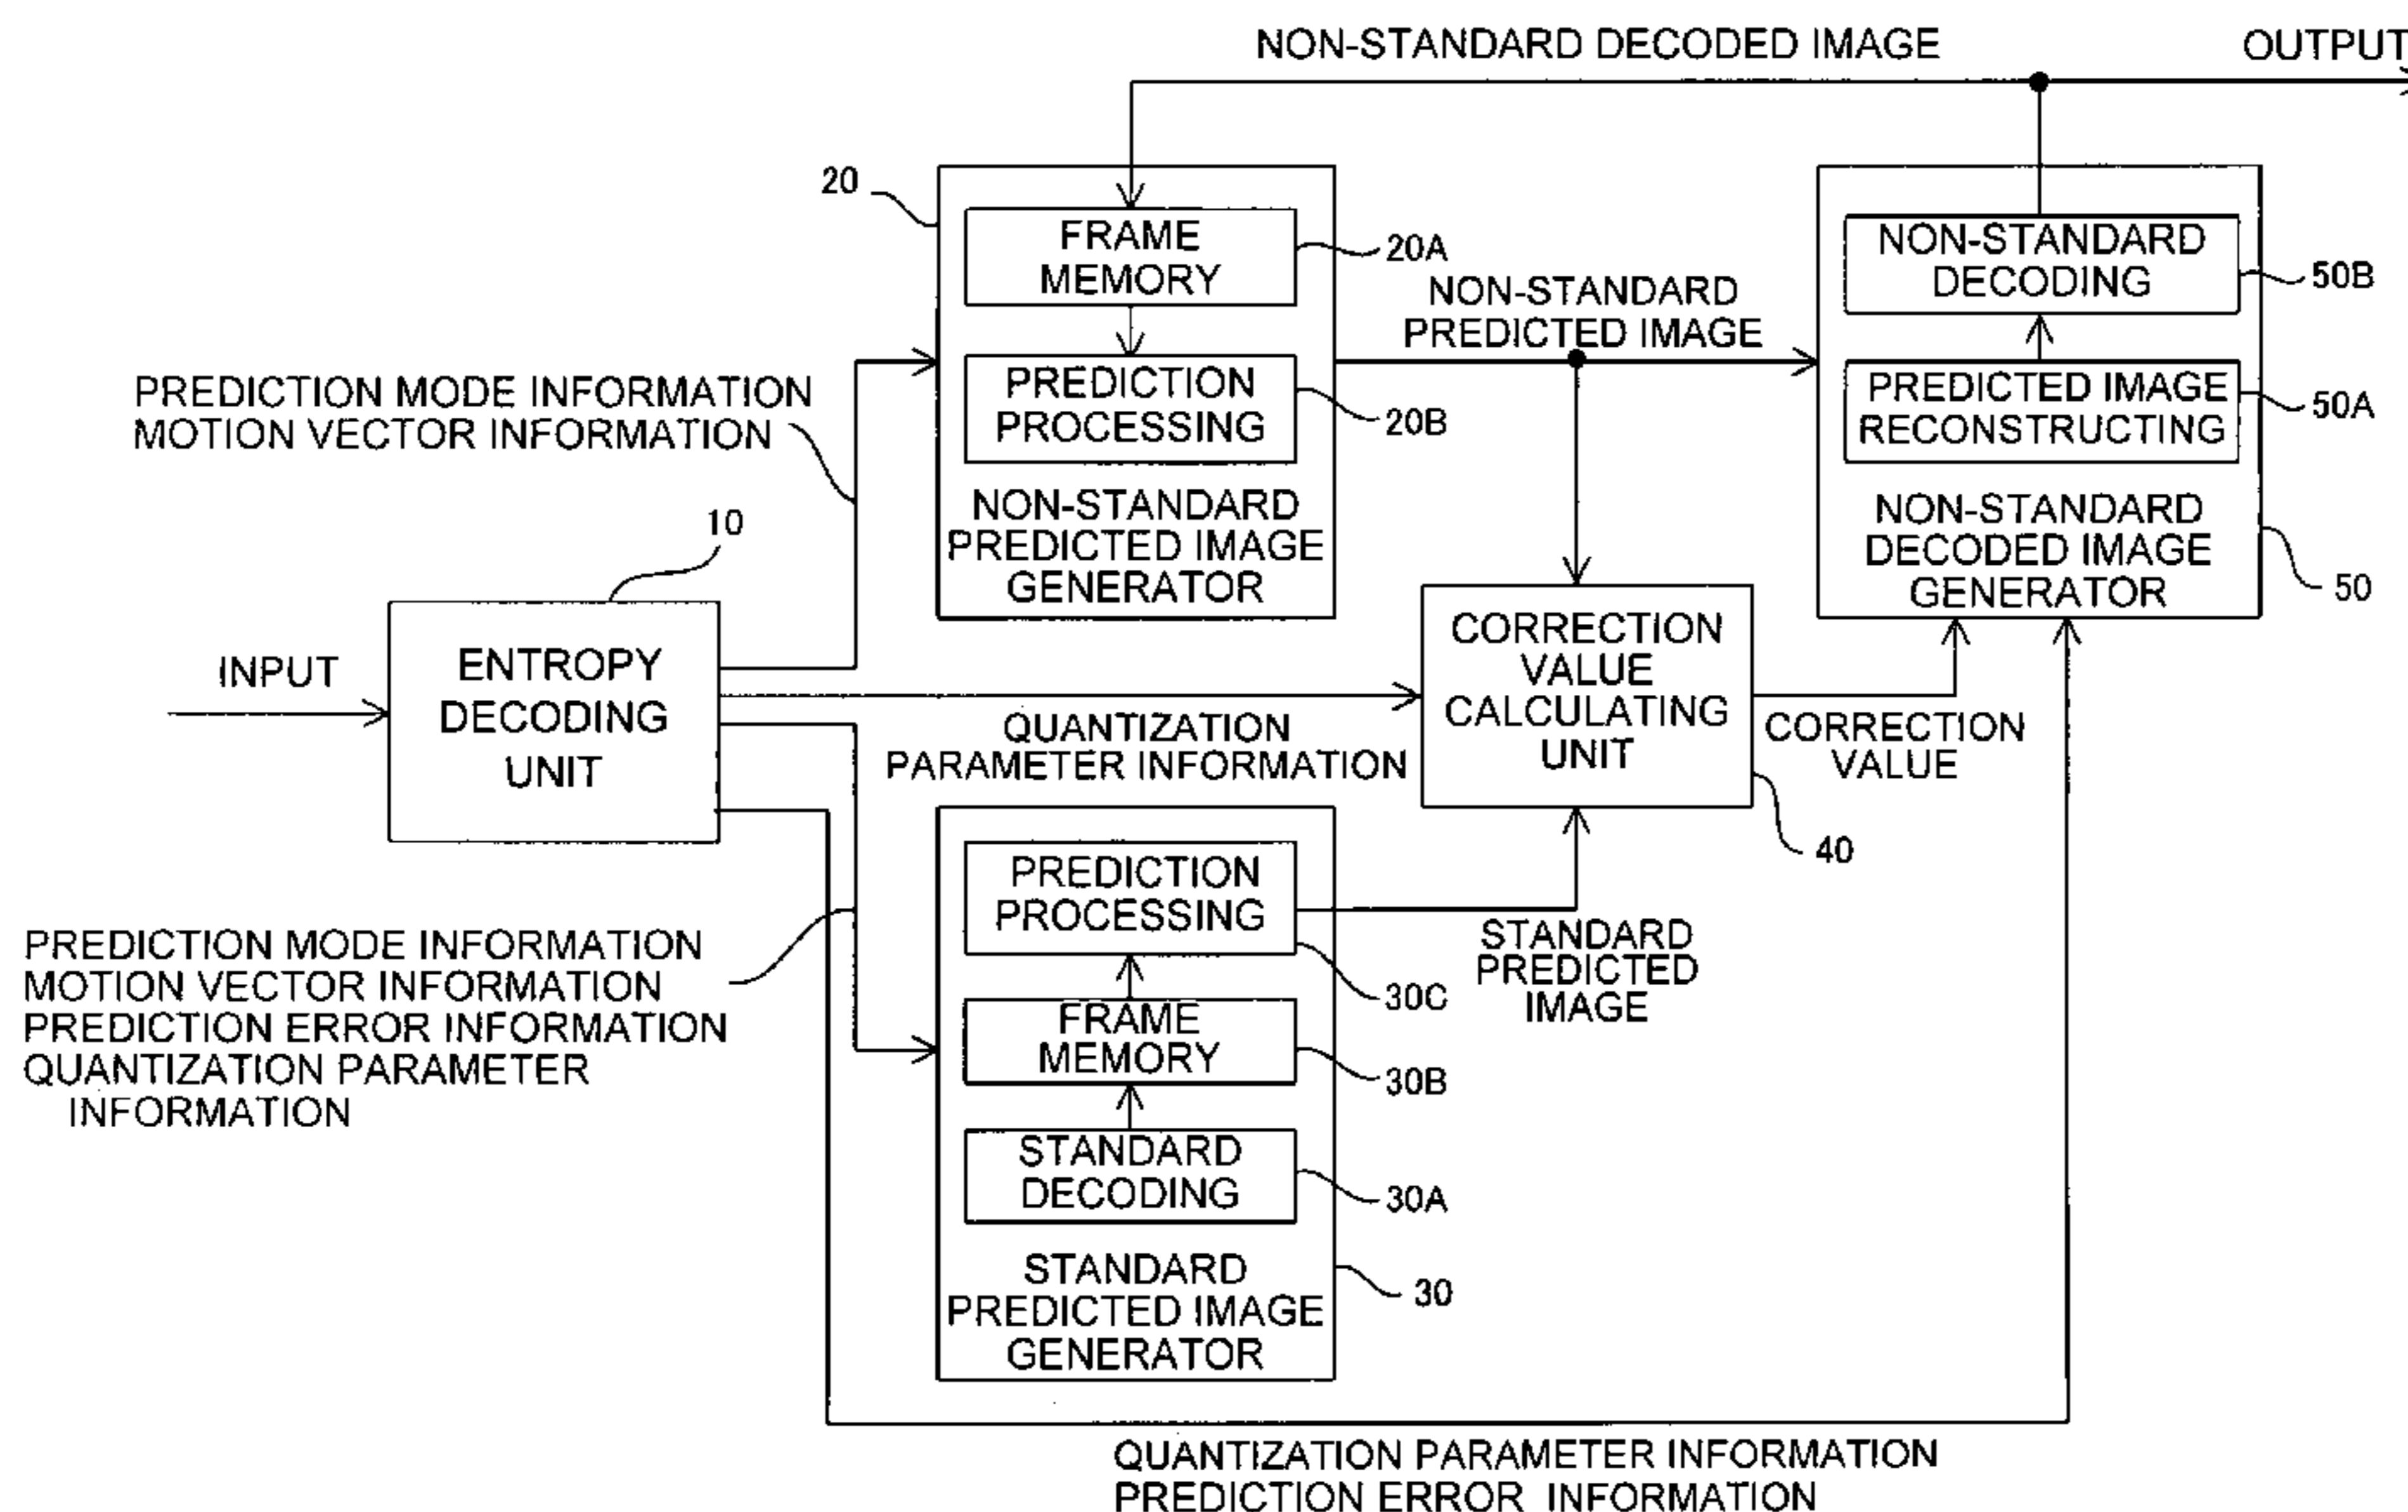 NON-STANDARD DECODED IMAGE
OUTPUT
20
FRAME
MEMORY
20A
PREDICTION
PROCESSING
20B
NON-STANDARD
PREDICTED IMAGE
GENERATOR
NON-STANDARD
PREDICTED IMAGE
NON-STANDARD
DECODING
50B
PREDICTED IMAGE
RECONSTRUCTING
50A
NON-STANDARD
DECODED IMAGE
GENERATOR
50
PREDICTION MODE INFORMATION
MOTION VECTOR INFORMATION
10
INPUT
ENTROPY
DECODING
UNIT
QUANTIZATION
PARAMETER INFORMATION
CORRECTION
VALUE
CALCULATING
UNIT
40
CORRECTION
VALUE
PREDICTION MODE INFORMATION
MOTION VECTOR INFORMATION
PREDICTION ERROR INFORMATION
QUANTIZATION PARAMETER
INFORMATION
PREDICTION
PROCESSING
30C
FRAME
MEMORY
30B
STANDARD
DECODING
30A
STANDARD
PREDICTED IMAGE
GENERATOR
30
STANDARD
PREDICTED
IMAGE
QUANTIZATION PARAMETER INFORMATION
PREDICTION ERROR INFORMATION